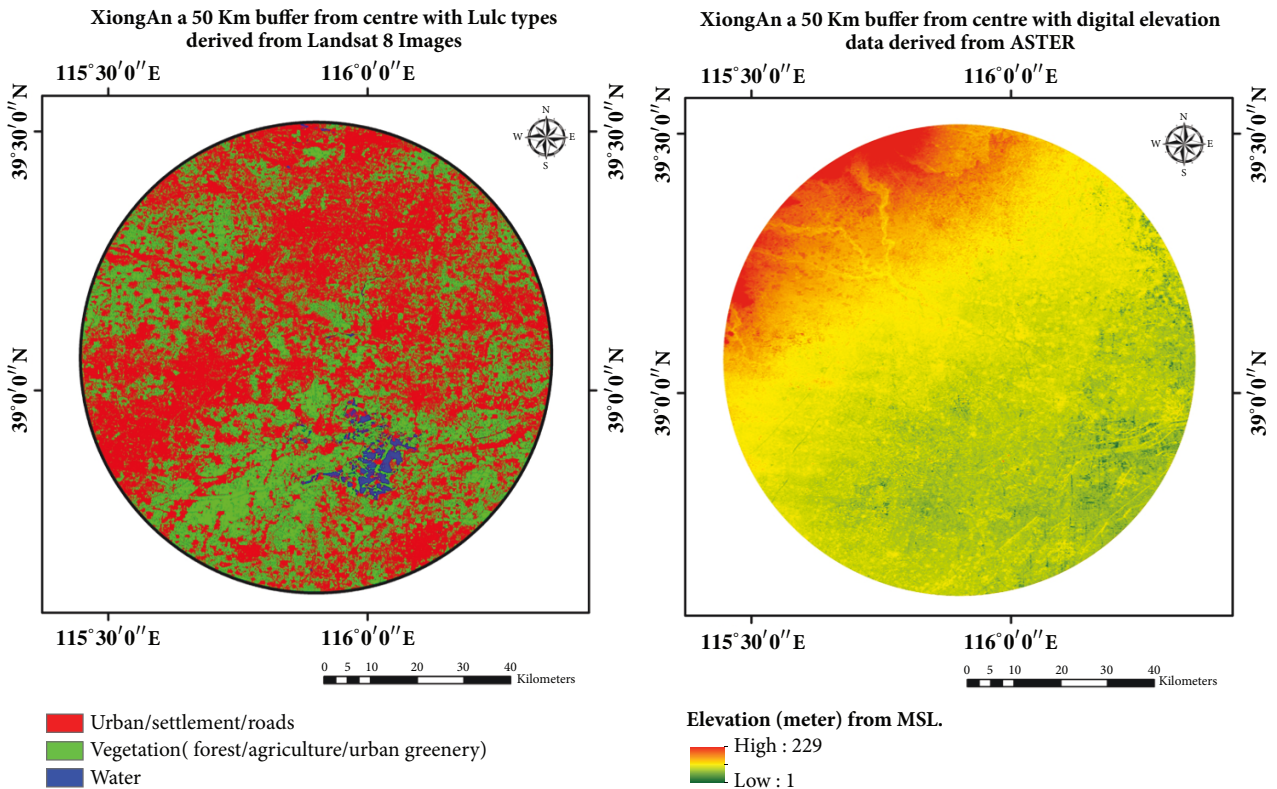 XiongAn a 50 Km buffer from centre with Lulc types
derived from Landsat 8 Images
115°30′0″E 116°0′0″E
39°30′0″N
39°0′0″N
39°30′0″N
39°0′0″N
N
W E
S
115°30′0″E 116°0′0″E
0 5 10 20 30 40
Kilometers
Urban/settlement/roads
Vegetation( forest/agriculture/urban greenery)
Water
XiongAn a 50 Km buffer from centre with digital elevation
data derived from ASTER
115°30′0″E 116°0′0″E
39°30′0″N
39°0′0″N
39°30′0″N
39°0′0″N
N
W E
S
115°30′0″E 116°0′0″E
0 5 10 20 30 40
Kilometers
Elevation (meter) from MSL.
High : 229
Low : 1